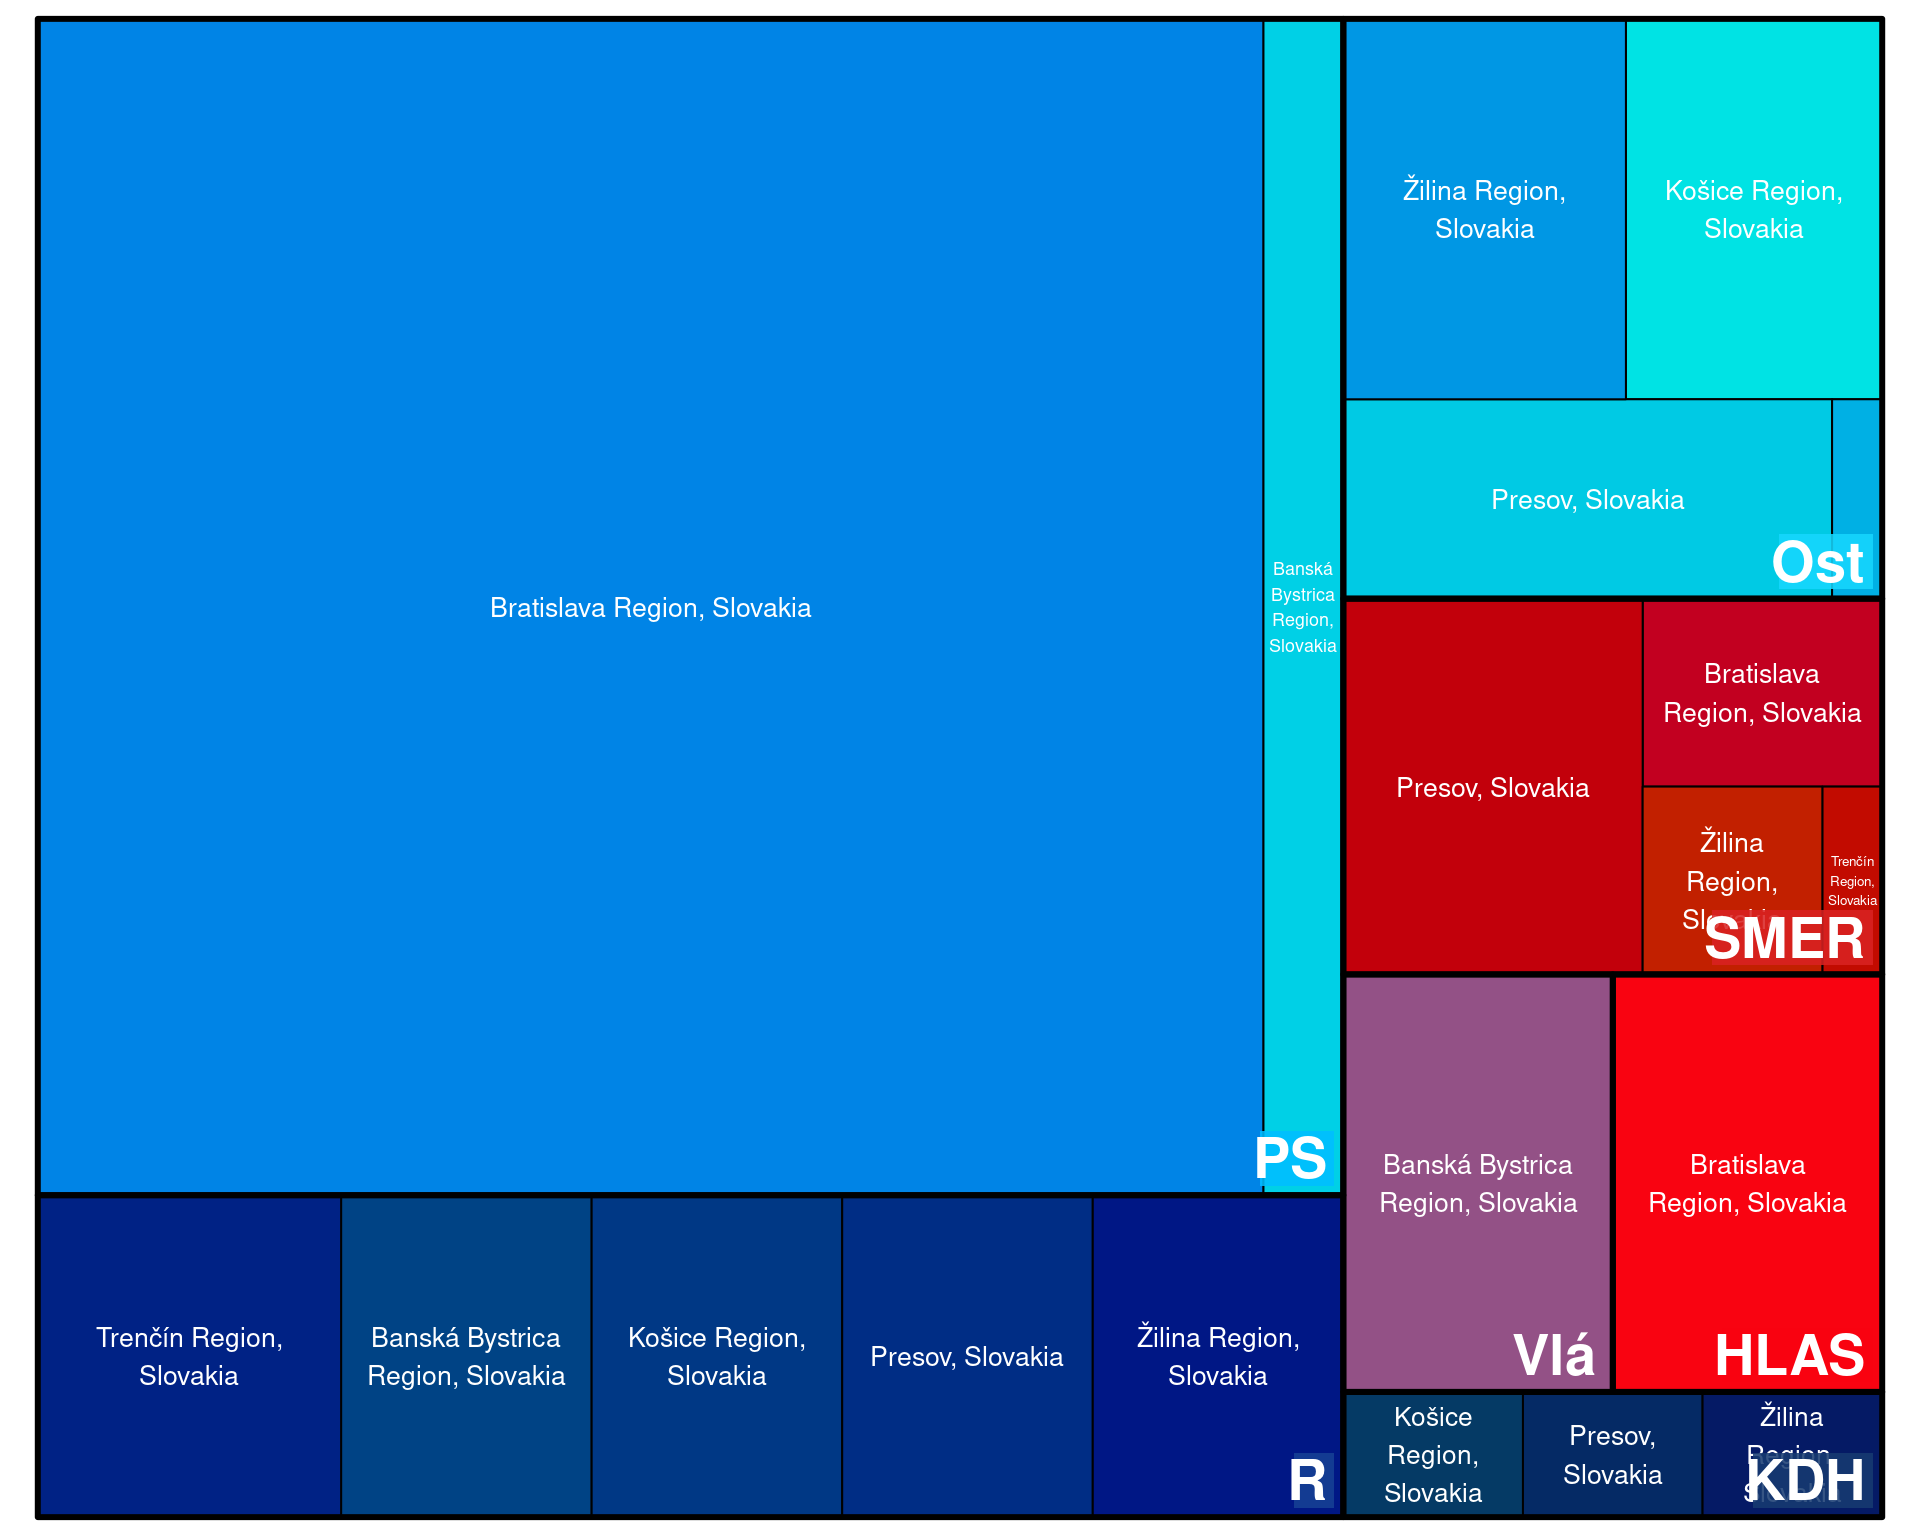 Bratislava Region, Slovakia
Banská
Bystrica
Region,
Slovakia
PS
Trenčín Region,
Slovakia
Banská Bystrica
Region, Slovakia
Košice Region,
Slovakia
Presov, Slovakia
Žilina Region,
Slovakia
R
Žilina Region,
Slovakia
Košice Region,
Slovakia
Presov, Slovakia
Ost
Presov, Slovakia
Bratislava
Region, Slovakia
Žilina
Region,
Slovakia
Trenčín
Region,
Slovakia
SMER
Banská Bystrica
Region, Slovakia
Vlá
Bratislava
Region, Slovakia
HLAS
Košice
Region,
Slovakia
Presov,
Slovakia
Žilina
Region,
Slovakia
KDH